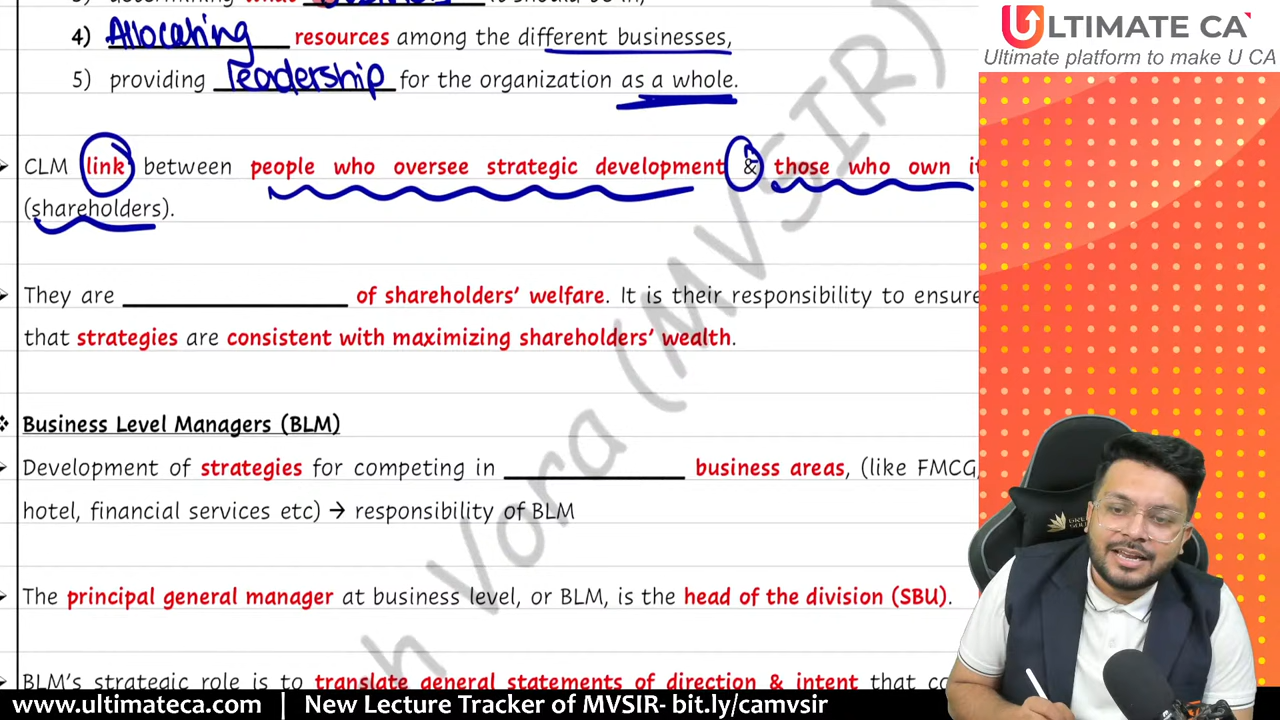 4) Allocating resources among the different businesses,
5) providing leadership for the organization as a whole.
CLM link between people who oversee strategic development & those who own it
(shareholders).
They are ____________ of shareholders’ welfare. It is their responsibility to ensure
that strategies are consistent with maximizing shareholders’ wealth.
Business Level Managers (BLM)
Development of strategies for competing in ____________ business areas, (like FMCG,
hotel, financial services etc) → responsibility of BLM
The principal general manager at business level, or BLM, is the head of the division (SBU).
BLM’s strategic role is to translate general statements of direction & intent that
h Vora (MVSIR)
ULTIMATE CA
Ultimate platform to make U CA
www.ultimateca.com | New Lecture Tracker of MVSIR- bit.ly/camvsir